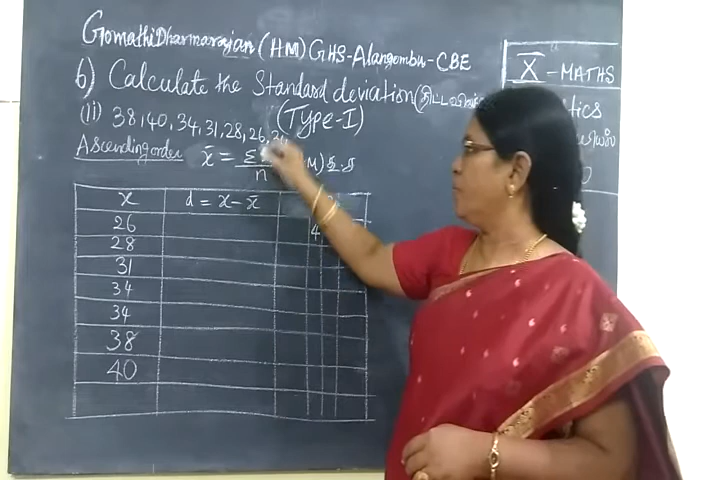 GomathiDharmarajan (HM) GHS-Alangombu-CBE
X - MATHS
6) Calculate the Standard deviation
(ii) 38,40,34,31,28,26,34
(Type-I)
Ascending order x̄ = Σ / n
x d = x - x̄
26
28
31
34
34
38
40